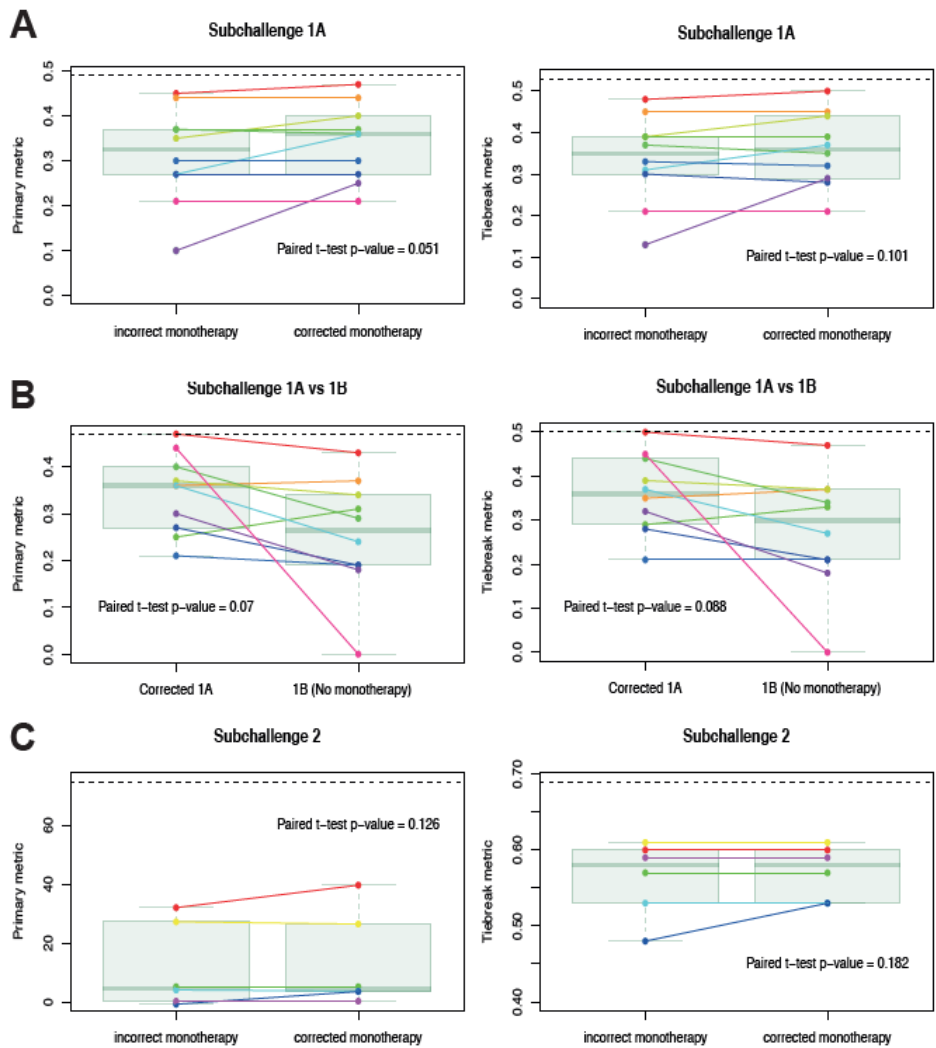 A
Subchallenge 1A
Primary metric
0.5
0.4
0.3
0.2
0.1
0.0
Paired t-test p-value = 0.051
incorrect monotherapy
corrected monotherapy
Subchallenge 1A
Tiebreak metric
0.5
0.4
0.3
0.2
0.1
0.0
Paired t-test p-value = 0.101
incorrect monotherapy
corrected monotherapy
B
Subchallenge 1A vs 1B
Primary metric
0.4
0.3
0.2
0.1
0.0
Paired t-test p-value = 0.07
Corrected 1A
1B (No monotherapy)
Subchallenge 1A vs 1B
Tiebreak metric
0.5
0.4
0.3
0.2
0.1
0.0
Paired t-test p-value = 0.088
Corrected 1A
1B (No monotherapy)
C
Subchallenge 2
Primary metric
60
40
20
0
Paired t-test p-value = 0.126
incorrect monotherapy
corrected monotherapy
Subchallenge 2
Tiebreak metric
0.70
0.60
0.50
0.40
Paired t-test p-value = 0.182
incorrect monotherapy
corrected monotherapy